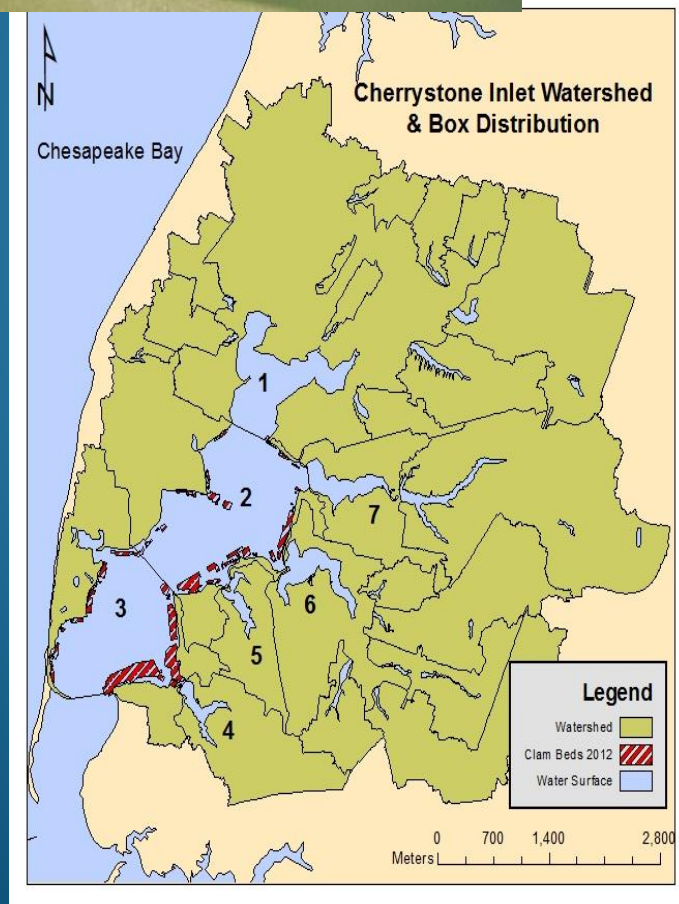 N
Cherrystone Inlet Watershed
& Box Distribution
Chesapeake Bay
1
2
7
3
6
5
4
Legend
Watershed
Clam Beds 2012
Water Surface
0 700 1,400 2,800
Meters